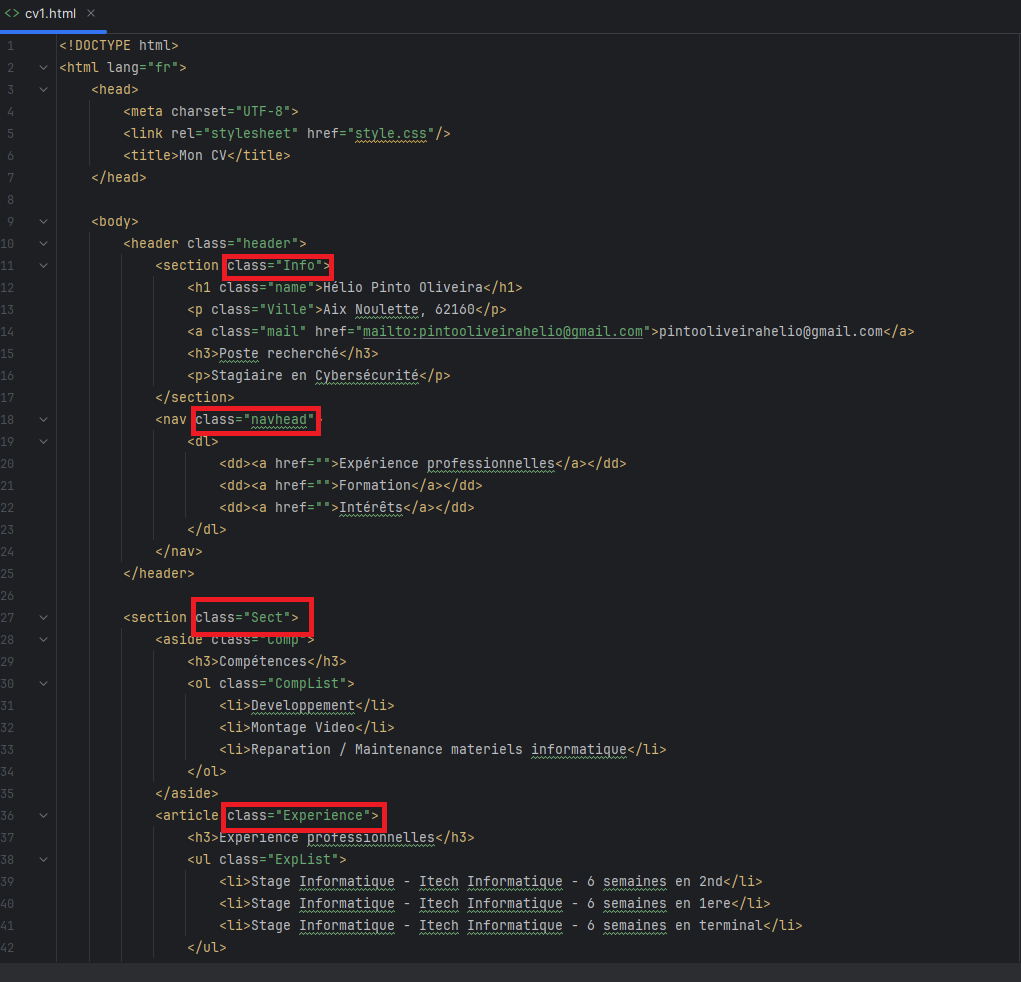 <> cv1.html ×
1 <!DOCTYPE html>
2 <html lang="fr">
3 <head>
4 <meta charset="UTF-8">
5 <link rel="stylesheet" href="style.css"/>
6 <title>Mon CV</title>
7 </head>
8
9 <body>
10 <header class="header">
11 <section class="Info">
12 <h1 class="name">Hélio Pinto Oliveira</h1>
13 <p class="Ville">Aix Noulette, 62160</p>
14 <a class="mail" href="mailto:pintooliveirahelio@gmail.com">pintooliveirahelio@gmail.com</a>
15 <h3>Poste recherché</h3>
16 <p>Stagiaire en Cybersécurité</p>
17 </section>
18 <nav class="navhead">
19 <dl>
20 <dd><a href="">Expérience professionnelles</a></dd>
21 <dd><a href="">Formation</a></dd>
22 <dd><a href="">Intérêts</a></dd>
23 </dl>
24 </nav>
25 </header>
26
27 <section class="Sect">
28 <aside class="Comp">
29 <h3>Compétences</h3>
30 <ol class="CompList">
31 <li>Developpement</li>
32 <li>Montage Video</li>
33 <li>Reparation / Maintenance materiels informatique</li>
34 </ol>
35 </aside>
36 <article class="Experience">
37 <h3>Expérience professionnelles</h3>
38 <ul class="ExpList">
39 <li>Stage Informatique - Itech Informatique - 6 semaines en 2nd</li>
40 <li>Stage Informatique - Itech Informatique - 6 semaines en 1ere</li>
41 <li>Stage Informatique - Itech Informatique - 6 semaines en terminal</li>
42 </ul>